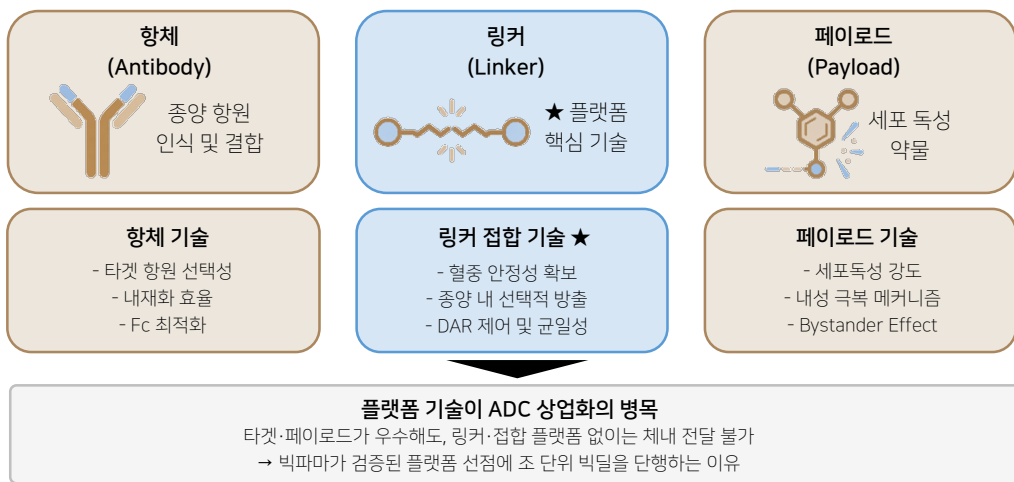 항체
(Antibody)
종양 항원
인식 및 결합
링커
(Linker)
★ 플랫폼
핵심 기술
페이로드
(Payload)
세포 독성
약물
항체 기술
- 타겟 항원 선택성
- 내재화 효율
- Fc 최적화
링커 접합 기술 ★
- 혈중 안정성 확보
- 종양 내 선택적 방출
- DAR 제어 및 균일성
페이로드 기술
- 세포독성 강도
- 내성 극복 메커니즘
- Bystander Effect
플랫폼 기술이 ADC 상업화의 병목
타겟·페이로드가 우수해도, 링커·접합 플랫폼 없이는 체내 전달 불가
→ 빅파마가 검증된 플랫폼 선점에 조 단위 빅딜을 단행하는 이유